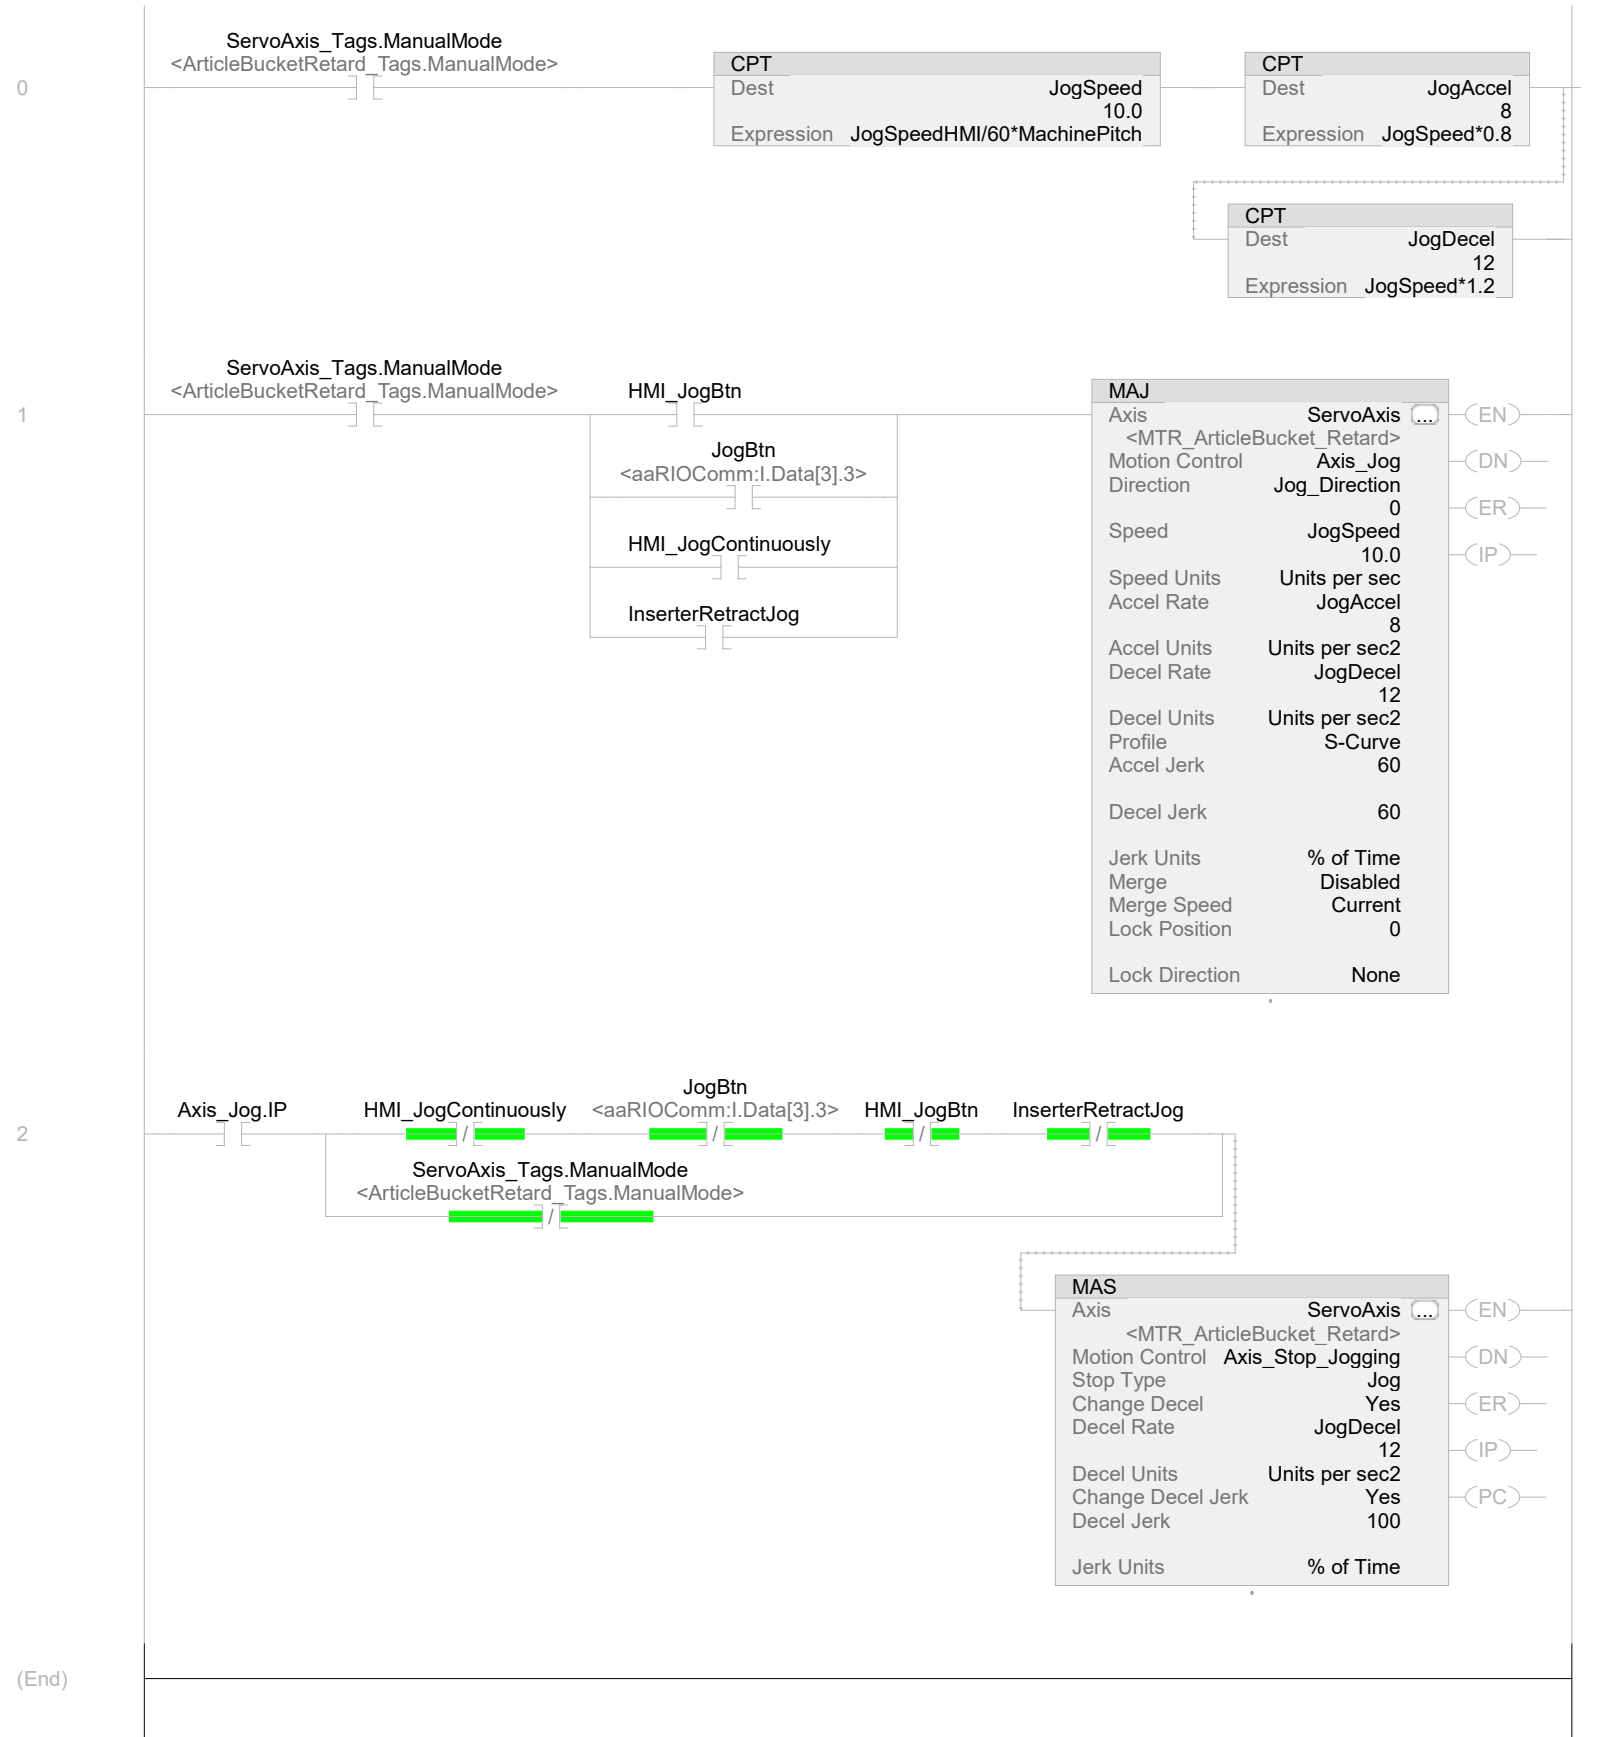 0
ServoAxis_Tags.ManualMode
<ArticleBucketRetard_Tags.ManualMode>
CPT
Dest JogSpeed
10.0
Expression JogSpeedHMI/60*MachinePitch
CPT
Dest JogAccel
8
Expression JogSpeed*0.8
CPT
Dest JogDecel
12
Expression JogSpeed*1.2
1
ServoAxis_Tags.ManualMode
<ArticleBucketRetard_Tags.ManualMode>
HMI_JogBtn
JogBtn
<aaRIOComm:I.Data[3].3>
HMI_JogContinuously
InserterRetractJog
MAJ
Axis ServoAxis ...
<MTR_ArticleBucket_Retard>
Motion Control Axis_Jog
Direction Jog_Direction
0
Speed JogSpeed
10.0
Speed Units Units per sec
Accel Rate JogAccel
8
Accel Units Units per sec2
Decel Rate JogDecel
12
Decel Units Units per sec2
Profile S-Curve
Accel Jerk 60
Decel Jerk 60
Jerk Units % of Time
Merge Disabled
Merge Speed Current
Lock Position 0
Lock Direction None
EN
DN
ER
IP
2
Axis_Jog.IP
HMI_JogContinuously
JogBtn
<aaRIOComm:I.Data[3].3>
HMI_JogBtn
InserterRetractJog
ServoAxis_Tags.ManualMode
<ArticleBucketRetard_Tags.ManualMode>
MAS
Axis ServoAxis ...
<MTR_ArticleBucket_Retard>
Motion Control Axis_Stop_Jogging
Stop Type Jog
Change Decel Yes
Decel Rate JogDecel
12
Decel Units Units per sec2
Change Decel Jerk Yes
Decel Jerk 100
Jerk Units % of Time
EN
DN
ER
IP
PC
(End)